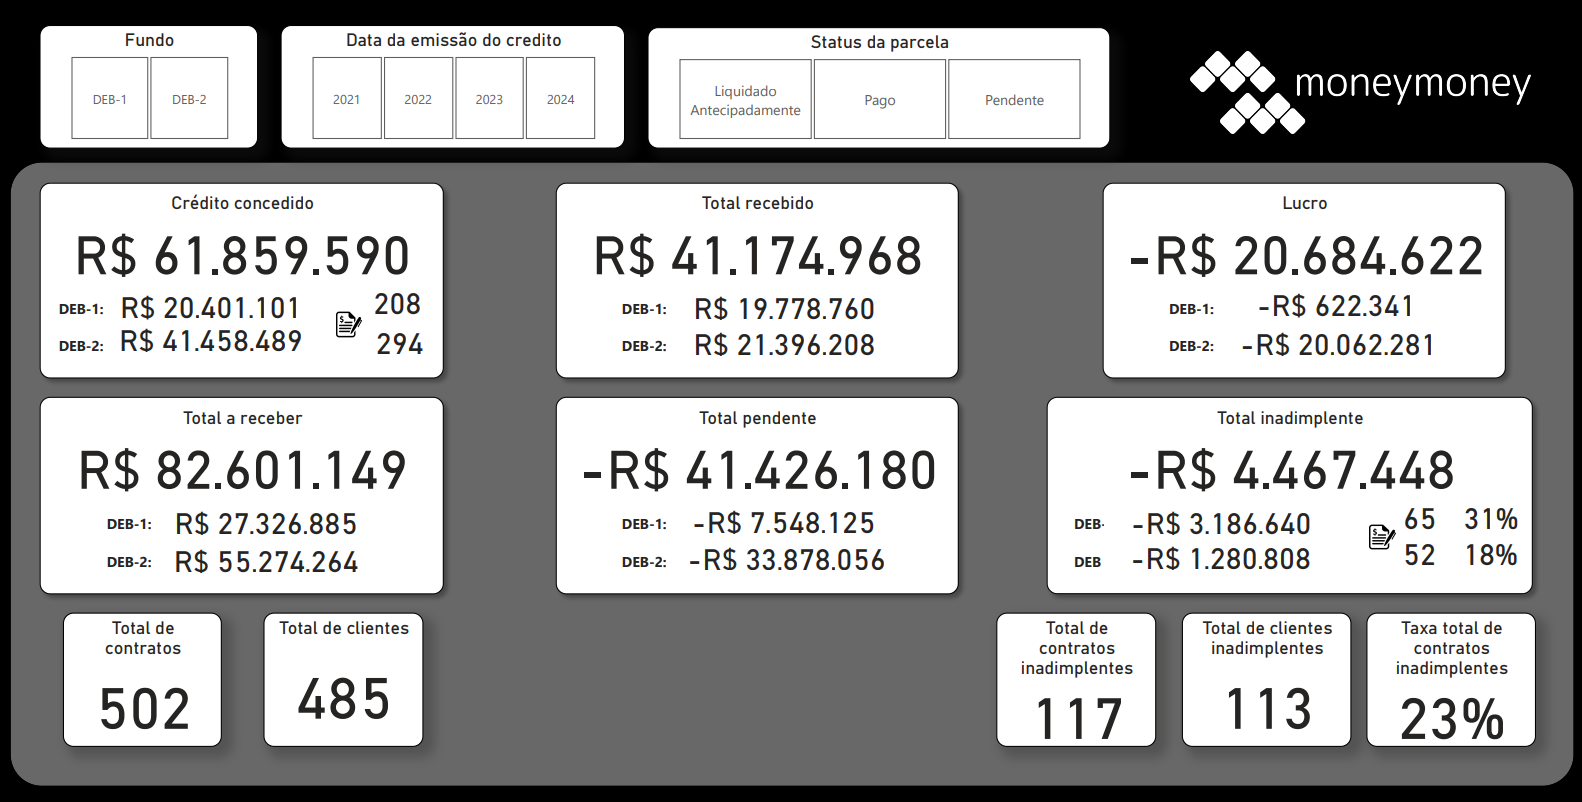 Fundo
DEB-1
DEB-2
Data da emissão do credito
2021
2022
2023
2024
Status da parcela
Liquidado
Antecipadamente
Pago
Pendente
moneymoney
Crédito concedido
R$ 61.859.590
DEB-1: R$ 20.401.101 208
DEB-2: R$ 41.458.489 294
Total recebido
R$ 41.174.968
DEB-1: R$ 19.778.760
DEB-2: R$ 21.396.208
Lucro
-R$ 20.684.622
DEB-1: -R$ 622.341
DEB-2: -R$ 20.062.281
Total a receber
R$ 82.601.149
DEB-1: R$ 27.326.885
DEB-2: R$ 55.274.264
Total pendente
-R$ 41.426.180
DEB-1: -R$ 7.548.125
DEB-2: -R$ 33.878.056
Total inadimplente
-R$ 4.467.448
DEB- -R$ 3.186.640 65 31%
DEB -R$ 1.280.808 52 18%
Total de
contratos
502
Total de clientes
485
Total de
contratos
inadimplentes
117
Total de clientes
inadimplentes
113
Taxa total de
contratos
inadimplentes
23%